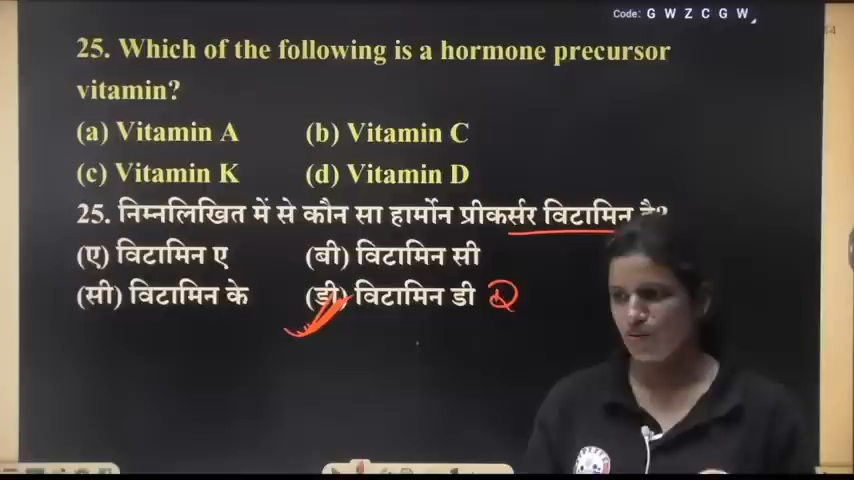 Code: G W Z C G W
25. Which of the following is a hormone precursor
vitamin?
(a) Vitamin A (b) Vitamin C
(c) Vitamin K (d) Vitamin D
25. निम्नलिखित में से कौन सा हार्मोन प्रीकर्सर विटामिन है?
(ए) विटामिन ए (बी) विटामिन सी
(सी) विटामिन के (डी) विटामिन डी D